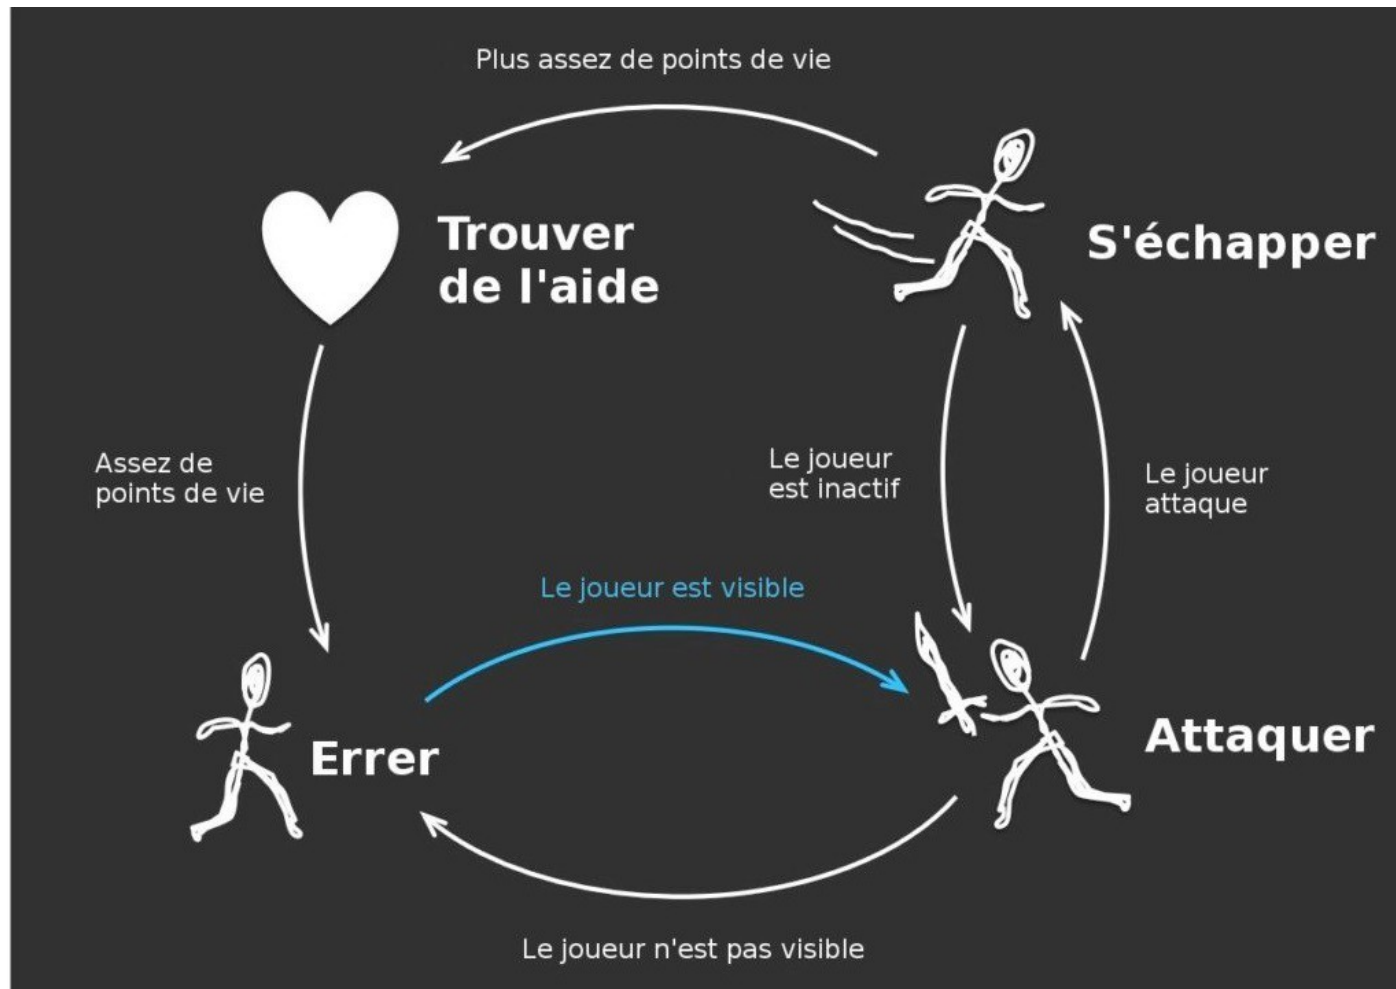 Plus assez de points de vie
Trouver
de l'aide
S'échapper
Assez de
points de vie
Le joueur
est inactif
Le joueur
attaque
Le joueur est visible
Errer
Attaquer
Le joueur n'est pas visible